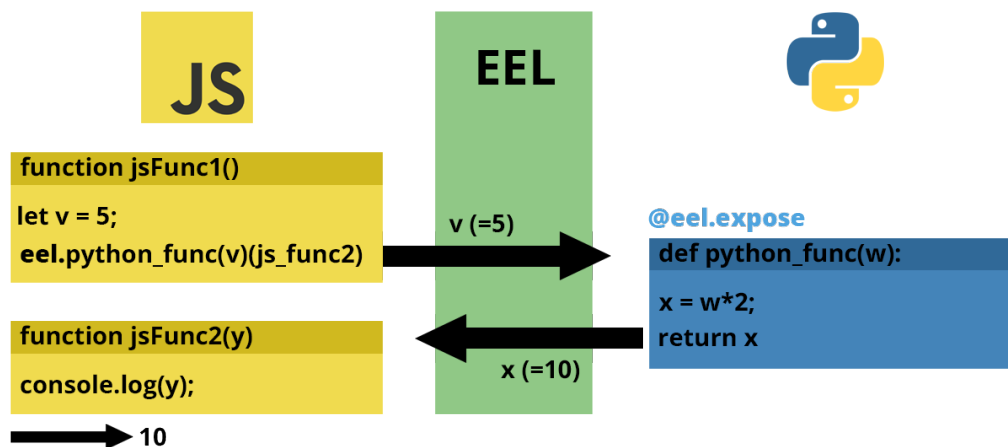 JS
EEL
function jsFunc1()
let v = 5;
eel.python_func(v)(js_func2)
v (=5)
@eel.expose
def python_func(w):
x = w*2;
return x
x (=10)
function jsFunc2(y)
console.log(y);
10